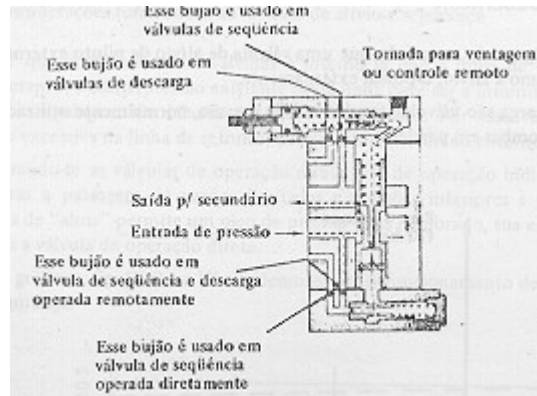 Esse bujão é usado em
válvulas de seqüência
Esse bujão é usado em
válvulas de descarga
Tomada para ventagem
ou controle remoto
Saída p/ secundário
Entrada de pressão
Esse bujão é usado em
válvula de seqüência e descarga
operada remotamente
Esse bujão é usado em
válvula de seqüência
operada diretamente